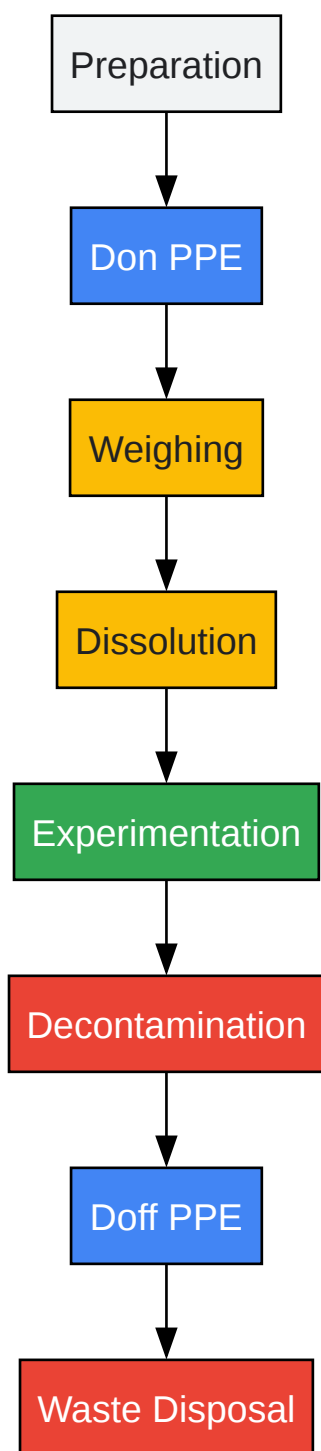 Preparation
Don PPE
Weighing
Dissolution
Experimentation
Decontamination
Doff PPE
Waste Disposal